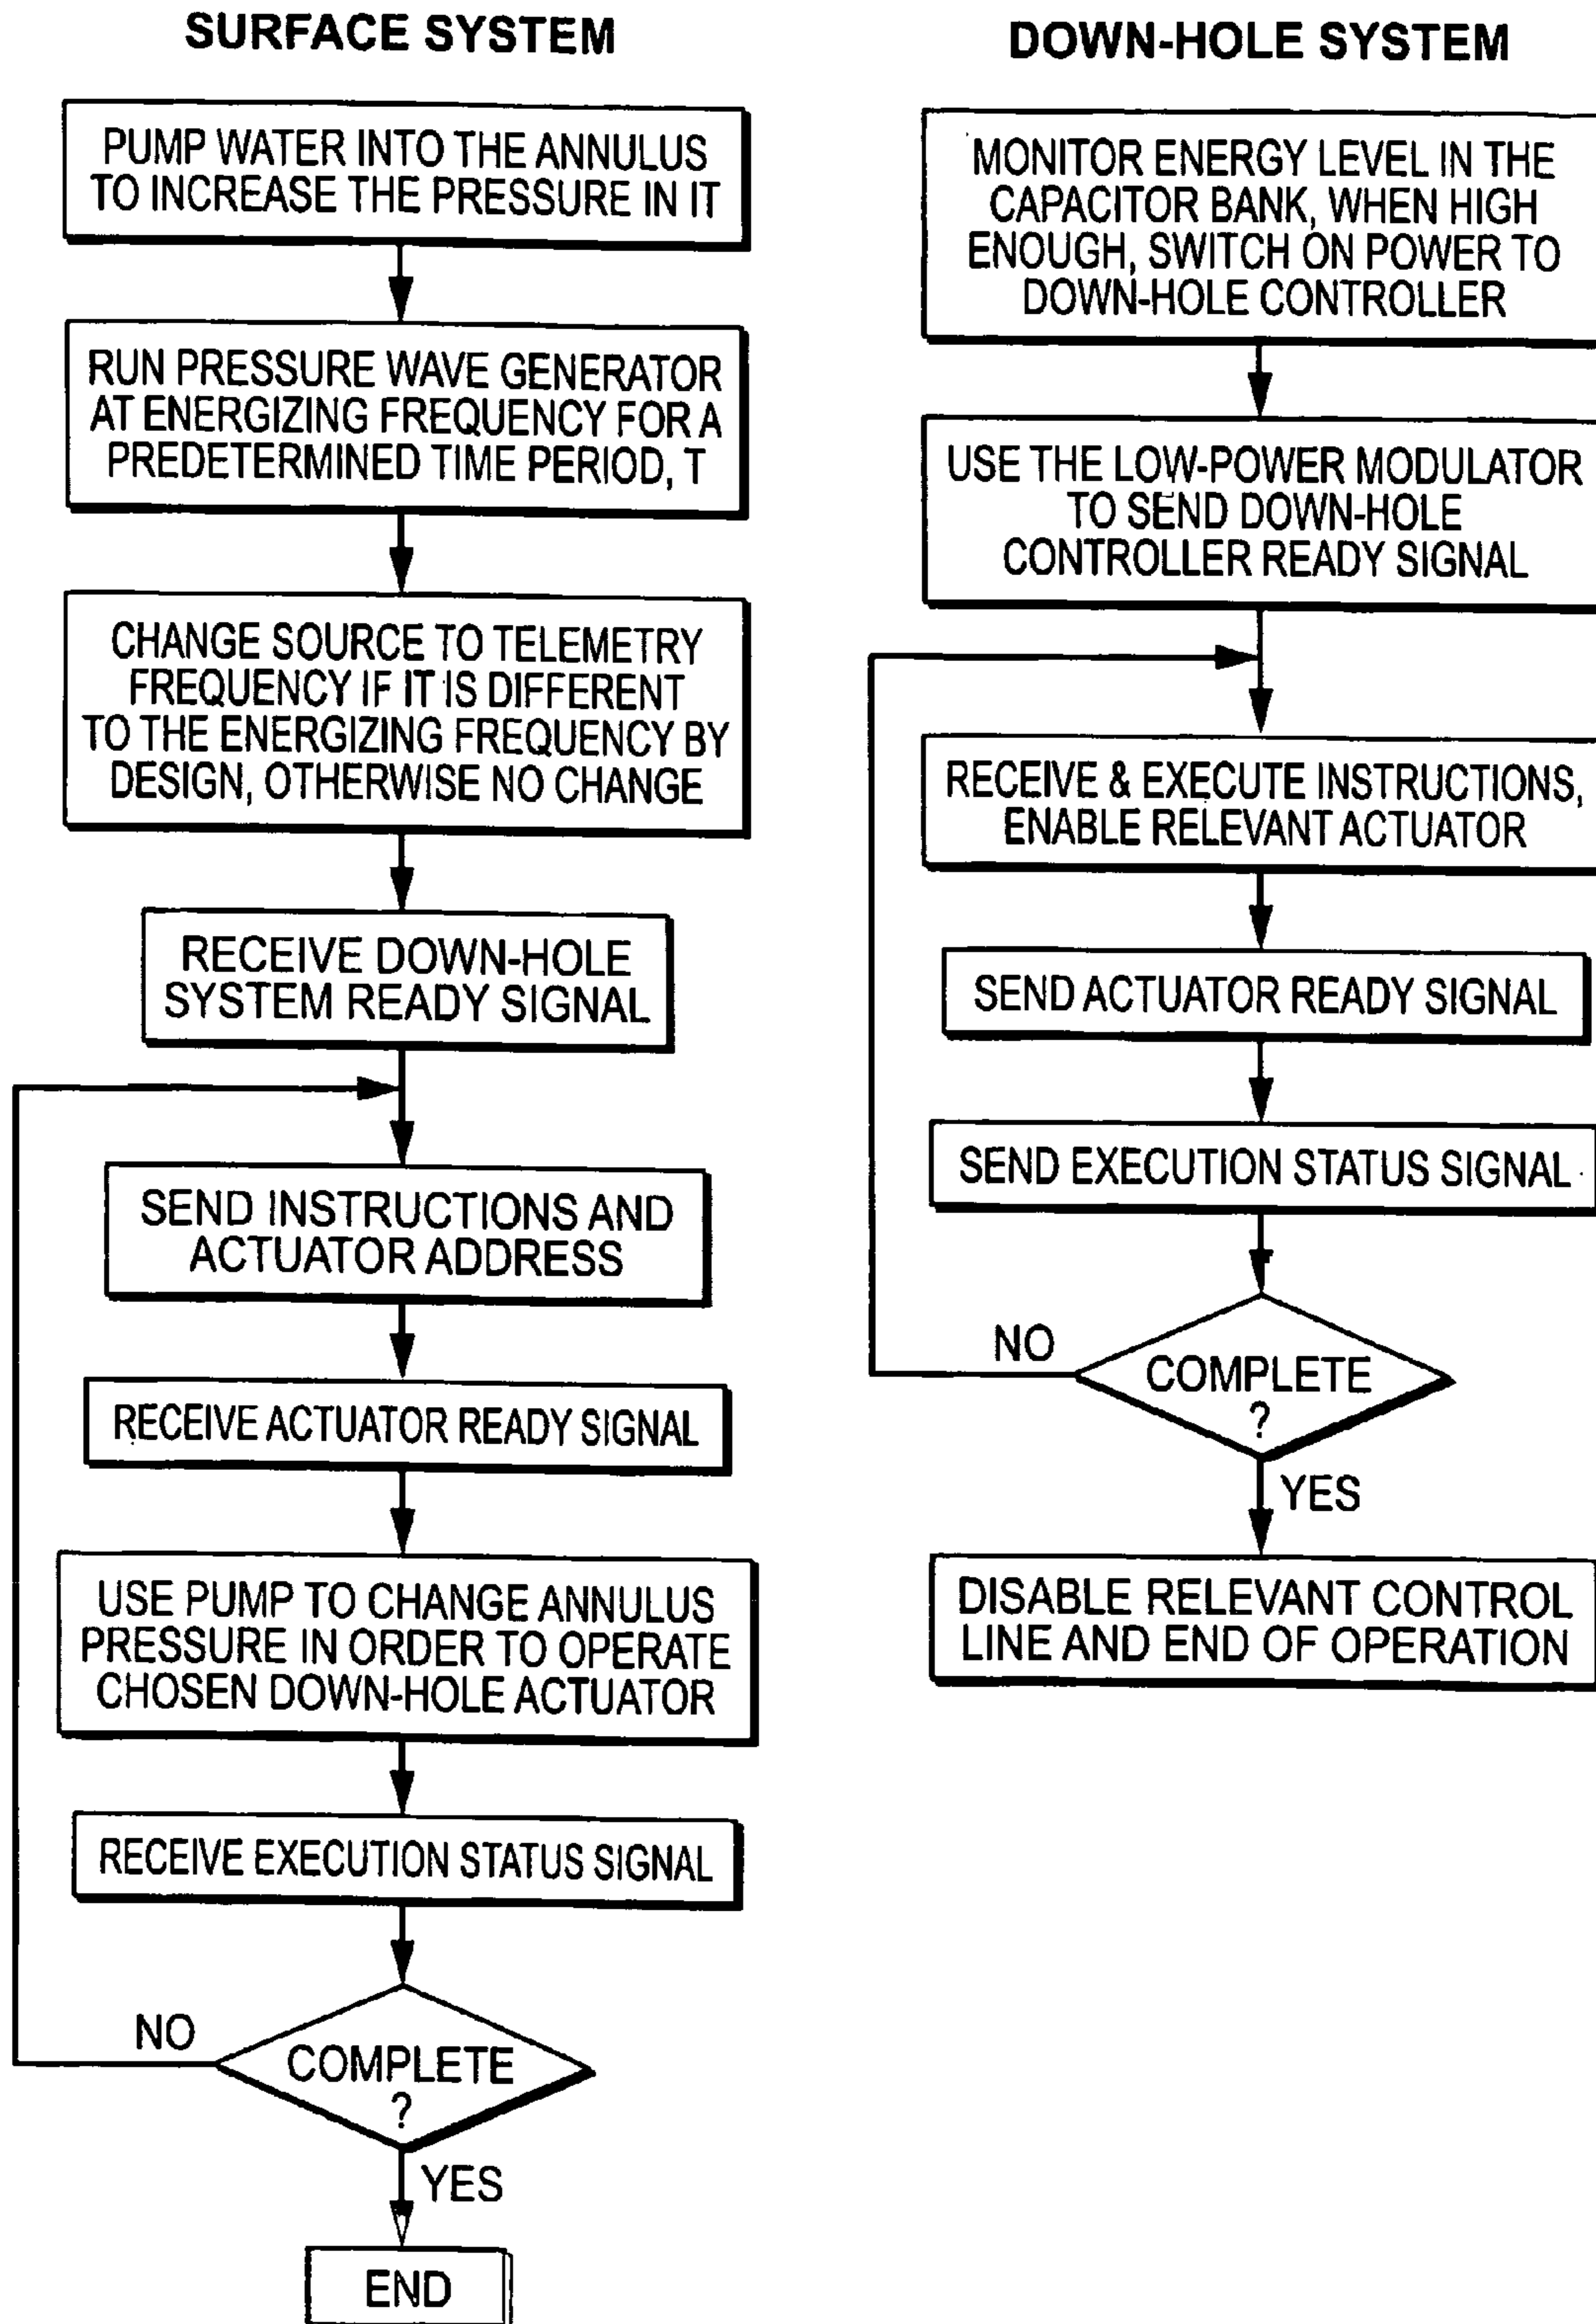 SURFACE SYSTEM
PUMP WATER INTO THE ANNULUS
TO INCREASE THE PRESSURE IN IT
RUN PRESSURE WAVE GENERATOR
AT ENERGIZING FREQUENCY FOR A
PREDETERMINED TIME PERIOD, T
CHANGE SOURCE TO TELEMETRY
FREQUENCY IF IT IS DIFFERENT
TO THE ENERGIZING FREQUENCY BY
DESIGN, OTHERWISE NO CHANGE
RECEIVE DOWN-HOLE
SYSTEM READY SIGNAL
SEND INSTRUCTIONS AND
ACTUATOR ADDRESS
RECEIVE ACTUATOR READY SIGNAL
USE PUMP TO CHANGE ANNULUS
PRESSURE IN ORDER TO OPERATE
CHOSEN DOWN-HOLE ACTUATOR
RECEIVE EXECUTION STATUS SIGNAL
NO
COMPLETE
?
YES
END
DOWN-HOLE SYSTEM
MONITOR ENERGY LEVEL IN THE
CAPACITOR BANK, WHEN HIGH
ENOUGH, SWITCH ON POWER TO
DOWN-HOLE CONTROLLER
USE THE LOW-POWER MODULATOR
TO SEND DOWN-HOLE
CONTROLLER READY SIGNAL
RECEIVE & EXECUTE INSTRUCTIONS,
ENABLE RELEVANT ACTUATOR
SEND ACTUATOR READY SIGNAL
SEND EXECUTION STATUS SIGNAL
NO
COMPLETE
?
YES
DISABLE RELEVANT CONTROL
LINE AND END OF OPERATION